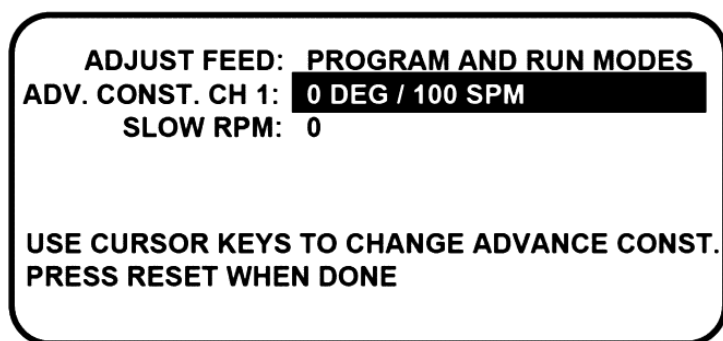 ADJUST FEED: PROGRAM AND RUN MODES
ADV. CONST. CH 1: 0 DEG / 100 SPM
SLOW RPM: 0
USE CURSOR KEYS TO CHANGE ADVANCE CONST.
PRESS RESET WHEN DONE